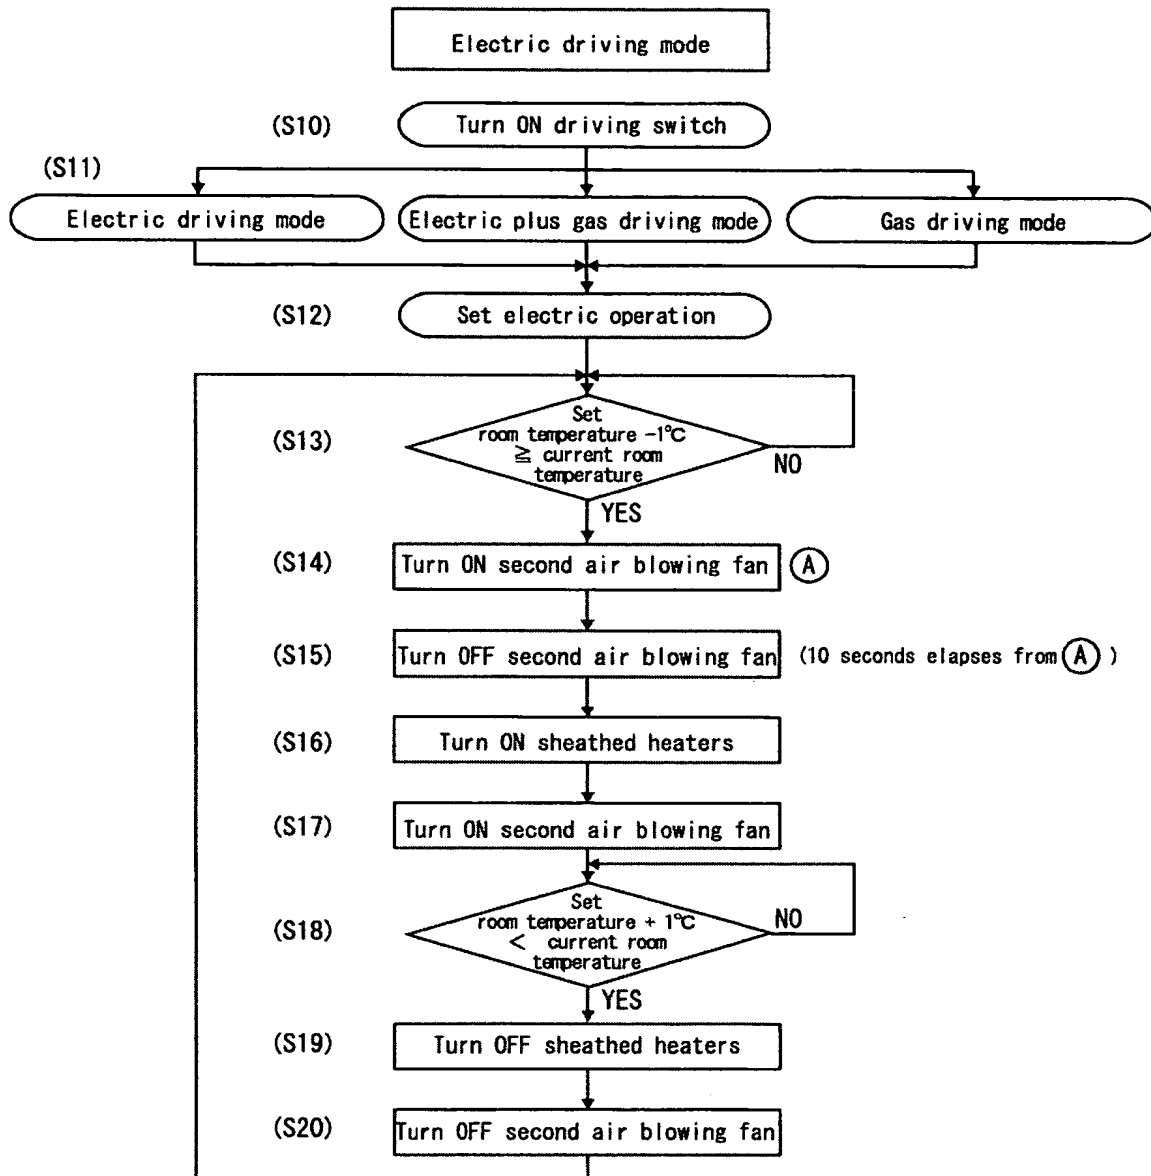 Electric driving mode
(S10)
Turn ON driving switch
(S11)
Electric driving mode
Electric plus gas driving mode
Gas driving mode
(S12)
Set electric operation
(S13)
Set
room temperature -1℃
≧ current room
temperature
NO
YES
(S14)
Turn ON second air blowing fan
A
(S15)
Turn OFF second air blowing fan
(10 seconds elapses from A )
(S16)
Turn ON sheathed heaters
(S17)
Turn ON second air blowing fan
(S18)
Set
room temperature + 1℃
< current room
temperature
NO
YES
(S19)
Turn OFF sheathed heaters
(S20)
Turn OFF second air blowing fan